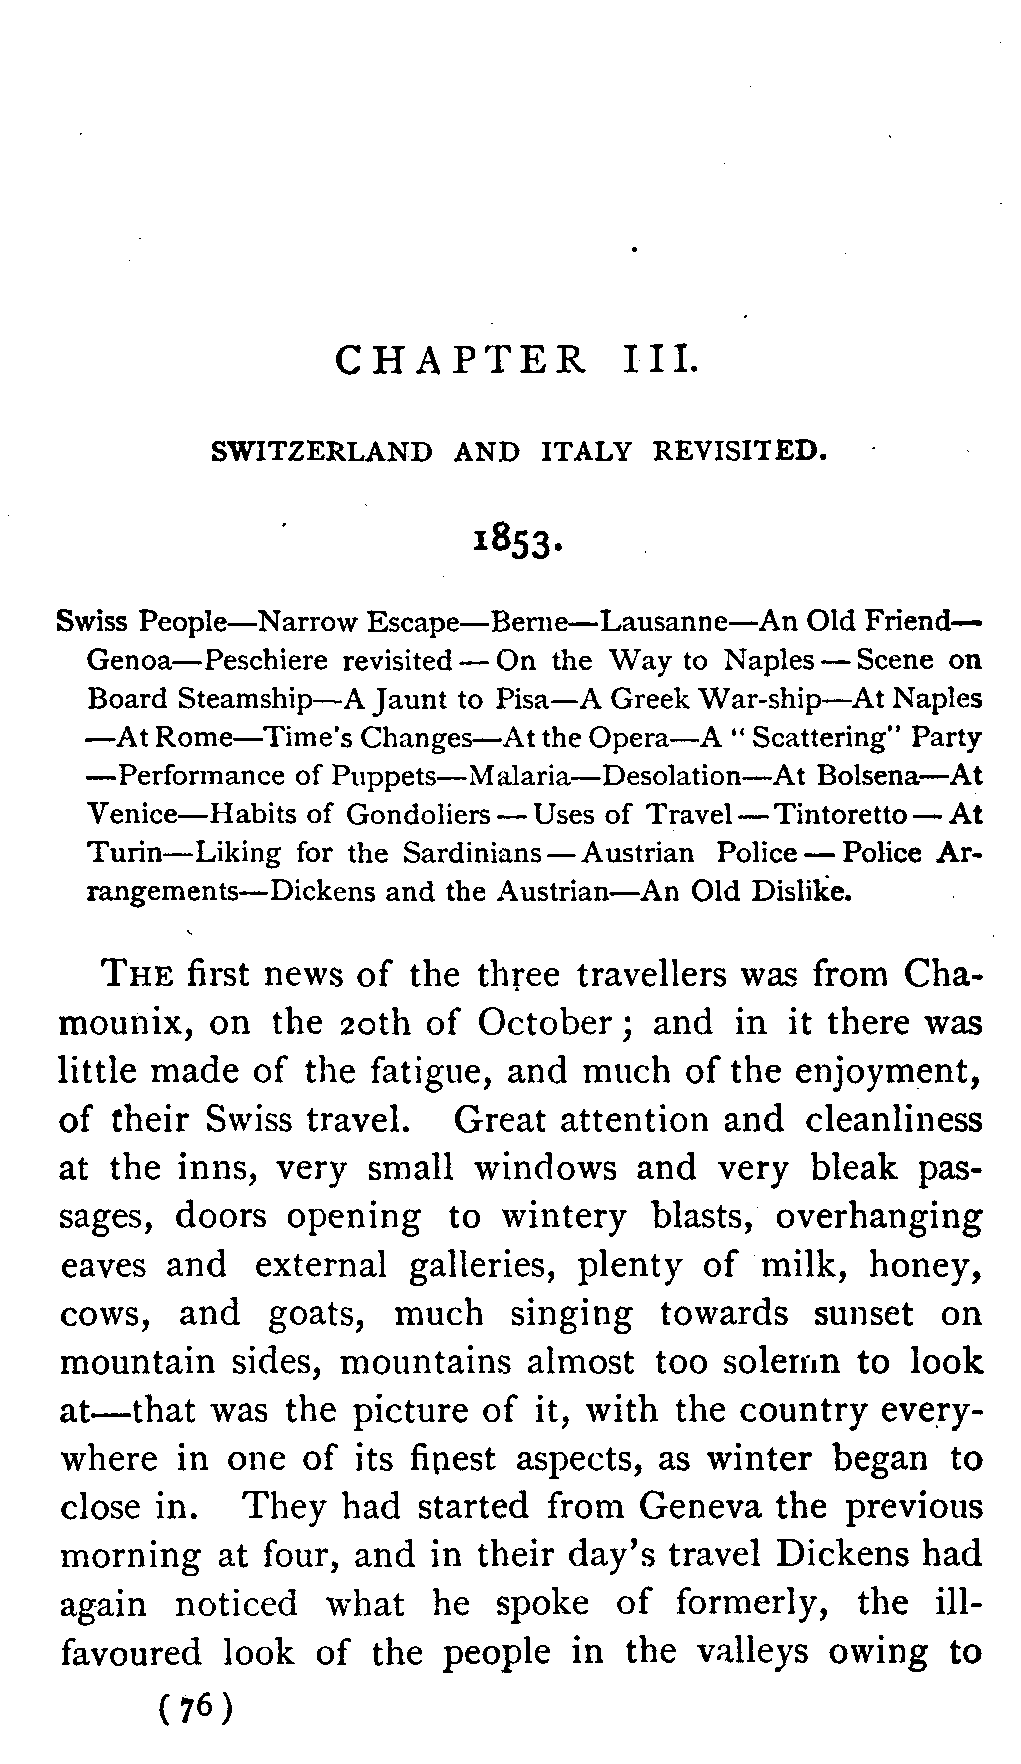 CHAPTER III.
SWITZERLAND AND ITALY REVISITED.
1853.
Swiss People—Narrow Escape—Berne—Lausanne—An Old Friend—
Genoa—Peschiere revisited — On the Way to Naples — Scene on
Board Steamship—A Jaunt to Pisa—A Greek War-ship—At Naples
—At Rome—Time's Changes—At the Opera—A “ Scattering” Party
—Performance of Puppets—Malaria—Desolation—At Bolsena—At
Venice—Habits of Gondoliers — Uses of Travel — Tintoretto — At
Turin—Liking for the Sardinians — Austrian Police — Police Ar-
rangements—Dickens and the Austrian—An Old Dislike.
THE first news of the three travellers was from Cha-
mounix, on the 20th of October ; and in it there was
little made of the fatigue, and much of the enjoyment,
of their Swiss travel. Great attention and cleanliness
at the inns, very small windows and very bleak pas-
sages, doors opening to wintery blasts, overhanging
eaves and external galleries, plenty of milk, honey,
cows, and goats, much singing towards sunset on
mountain sides, mountains almost too solemn to look
at—that was the picture of it, with the country every-
where in one of its finest aspects, as winter began to
close in. They had started from Geneva the previous
morning at four, and in their day's travel Dickens had
again noticed what he spoke of formerly, the ill-
favoured look of the people in the valleys owing to
( 76 )